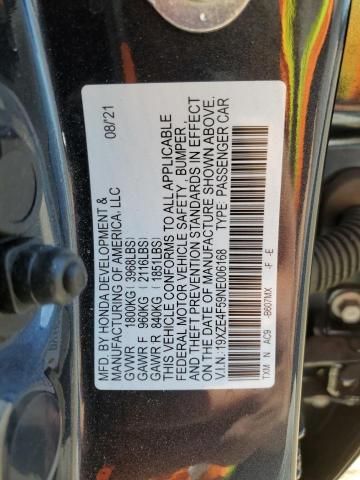 MFD. BY HONDA DEVELOPMENT & 08/'21
MANUFACTURING OF AMERICA, LLC
GVWR 1800KG (3968LBS)
GAWR F 960KG (2116LBS)
GAWR R 840KG (1851LBS)
THIS VEHICLE CONFORMS TO ALL APPLICABLE
FEDERAL MOTOR VEHICLE SAFETY, BUMPER,
AND THEFT PREVENTION STANDARDS IN EFFECT
ON THE DATE OF MANUFACTURE SHOWN ABOVE.
V.I.N.:19XZE4F59NE006168 TYPE: PASSENGER CAR
TXM N AC9 -B607MX -F -E